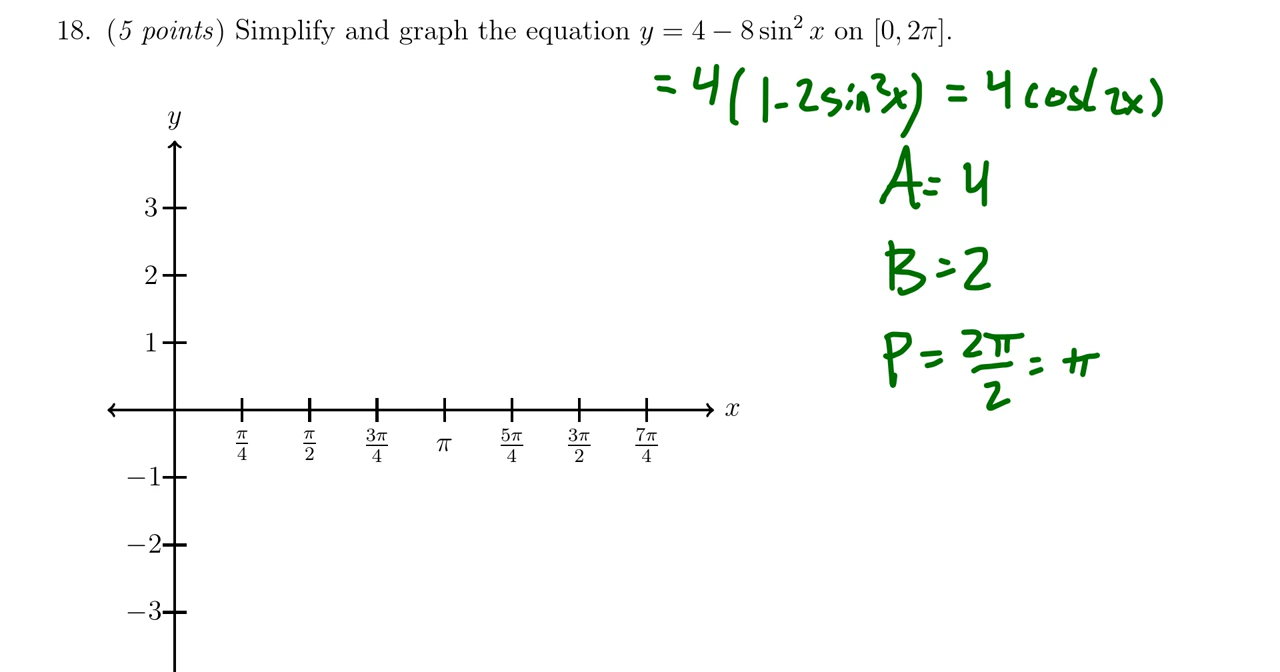 18. (5 points) Simplify and graph the equation y = 4 − 8 sin² x on [0, 2π].
= 4(1-2sin²x) = 4cos(2x)
y
A= 4
3
B=2
2
1
P= 2π/2 = π
x
π/4 π/2 3π/4 π 5π/4 3π/2 7π/4
−1
−2
−3